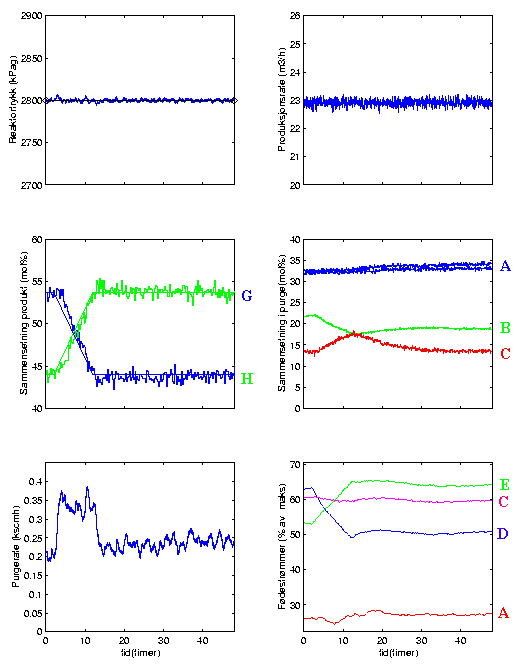 2900
2850
2800
2750
2700
Reaktortrykk (kPag)
26
25
24
23
22
21
20
Produksjonsrate (m3/h)
60
55
50
45
40
Sammensetning produkt (mol%)
G
H
40
35
30
25
20
15
10
5
0
Sammensetning i purge (mol%)
A
B
C
0.4
0.35
0.3
0.25
0.2
0.15
0.1
0.05
0
Purgerate (kscmh)
0 10 20 30 40
tid(timer)
70
60
50
40
30
Fødestrømmer (% av maks)
E
C
D
A
0 10 20 30 40
tid(timer)